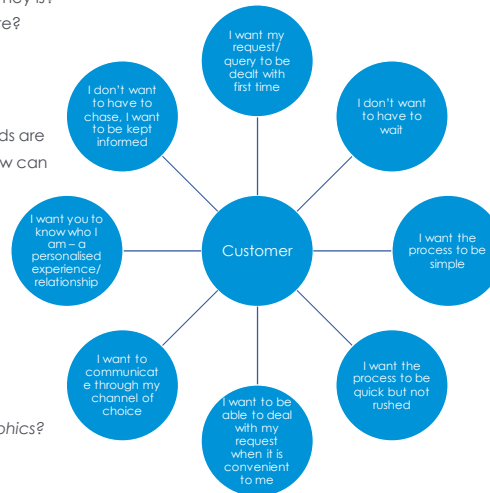 re?
ds are
w can
phics?
I want my
request/
query to be
dealt with
first time
I don't want
to have to
wait
I want the
process to be
simple
I want the
process to be
quick but not
rushed
I want to be
able to deal
with my
request
when it is
convenient
to me
I want to
communicat
e through my
channel of
choice
I want you to
know who I
am – a
personalised
experience/
relationship
I don't want
to have to
chase, I want
to be kept
informed
Customer